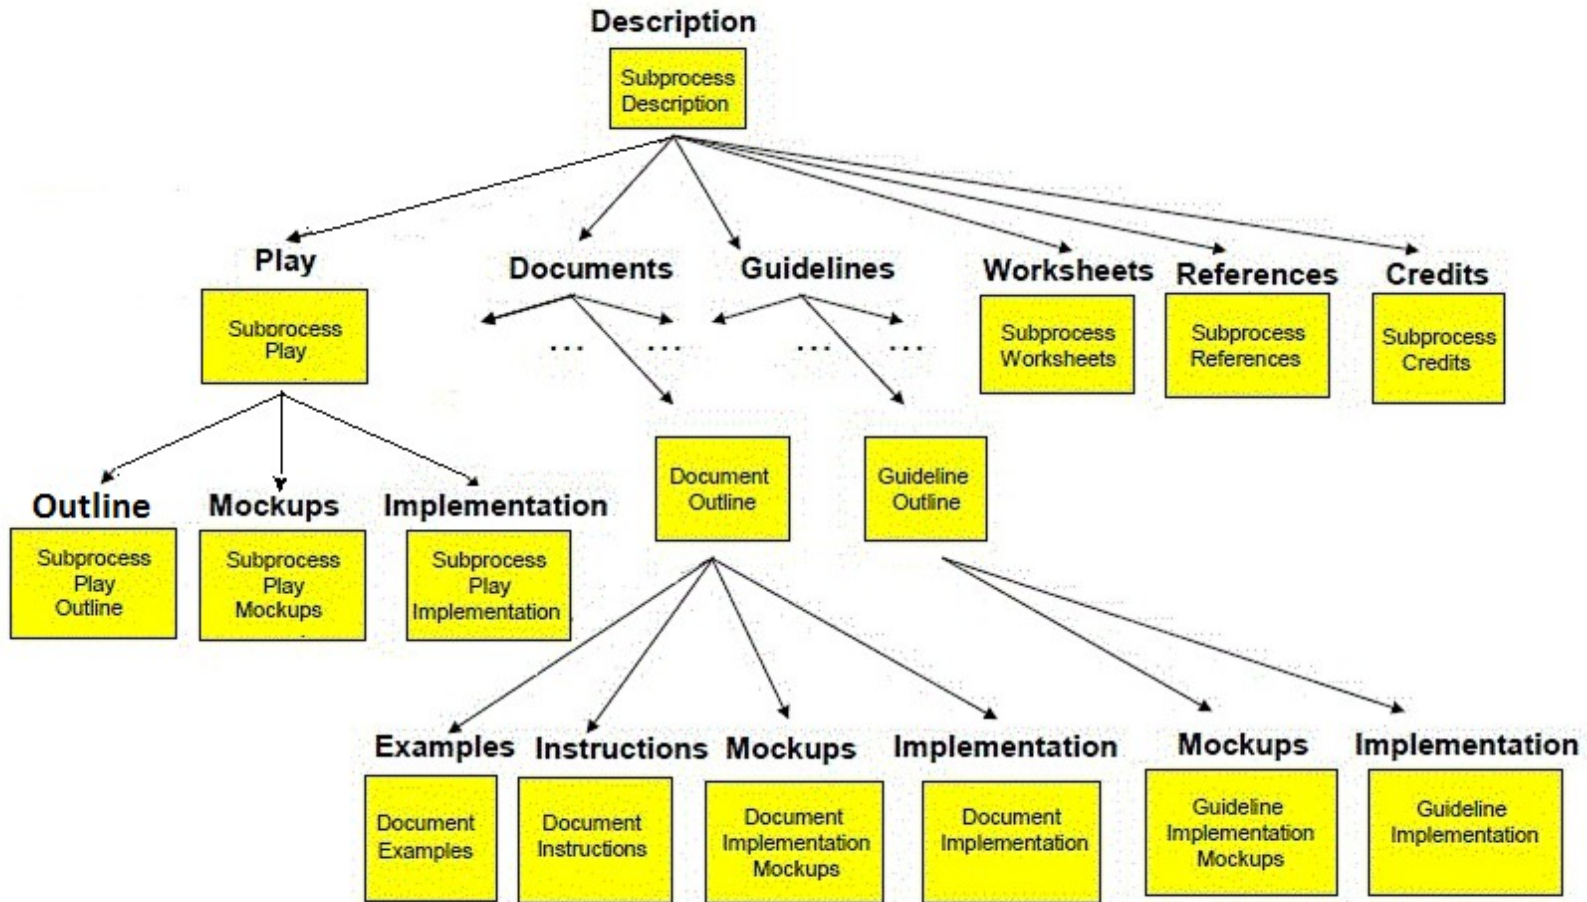 Description
Subprocess
Description
Play
Documents
Guidelines
Worksheets
References
Credits
Subprocess
Play
...
...
...
...
Subprocess
Worksheets
Subprocess
References
Subprocess
Credits
Outline
Mockups
Implementation
Subprocess
Play
Outline
Subprocess
Play
Mockups
Subprocess
Play
Implementation
Document
Outline
Guideline
Outline
Examples
Instructions
Mockups
Implementation
Mockups
Implementation
Document
Examples
Document
Instructions
Document
Implementation
Mockups
Document
Implementation
Guideline
Implementation
Mockups
Guideline
Implementation